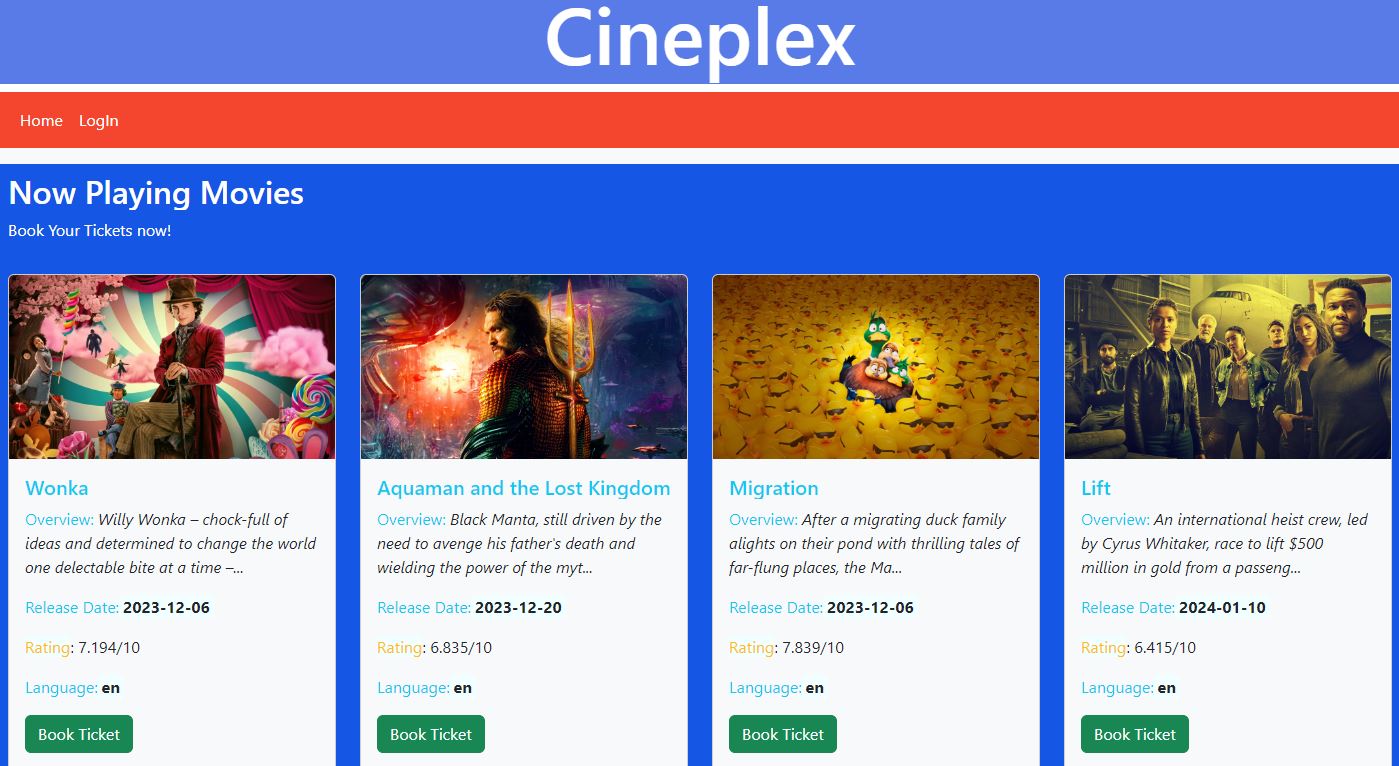 Cineplex
Home LogIn
Now Playing Movies
Book Your Tickets now!
Wonka
Overview: Willy Wonka – chock-full of
ideas and determined to change the world
one delectable bite at a time –...
Release Date: 2023-12-06
Rating: 7.194/10
Language: en
Book Ticket
Aquaman and the Lost Kingdom
Overview: Black Manta, still driven by the
need to avenge his father's death and
wielding the power of the myt...
Release Date: 2023-12-20
Rating: 6.835/10
Language: en
Book Ticket
Migration
Overview: After a migrating duck family
alights on their pond with thrilling tales of
far-flung places, the Ma...
Release Date: 2023-12-06
Rating: 7.839/10
Language: en
Book Ticket
Lift
Overview: An international heist crew, led
by Cyrus Whitaker, race to lift $500
million in gold from a passeng...
Release Date: 2024-01-10
Rating: 6.415/10
Language: en
Book Ticket